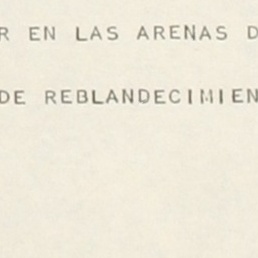 R EN LAS ARENAS D
DE REBLANDECIMIEN